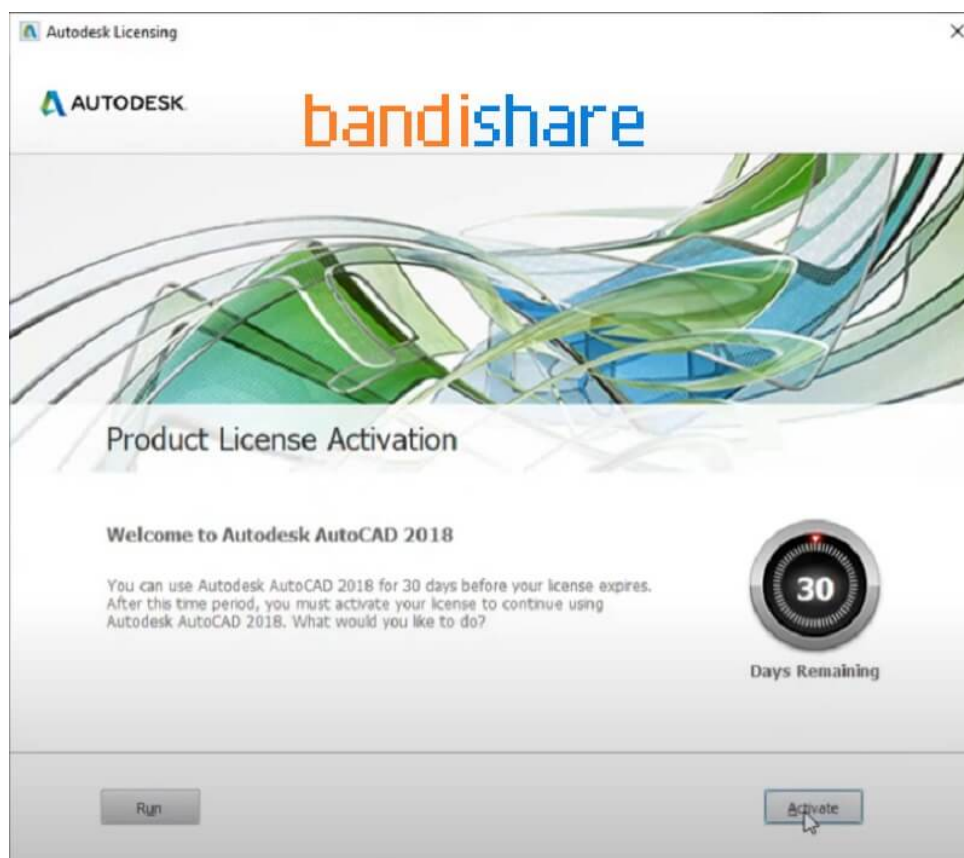 Autodesk Licensing
AUTODESK
bandishare
Product License Activation
Welcome to Autodesk AutoCAD 2018
You can use Autodesk AutoCAD 2018 for 30 days before your license expires.
After this time period, you must activate your license to continue using
Autodesk AutoCAD 2018. What would you like to do?
30
Days Remaining
Run
Activate